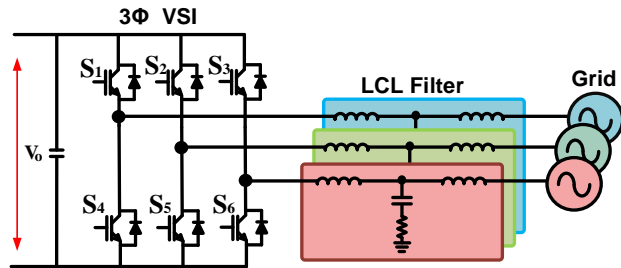 3Φ VSI
S1 S2 S3
LCL Filter
Grid
Vo
S4 S5 S6